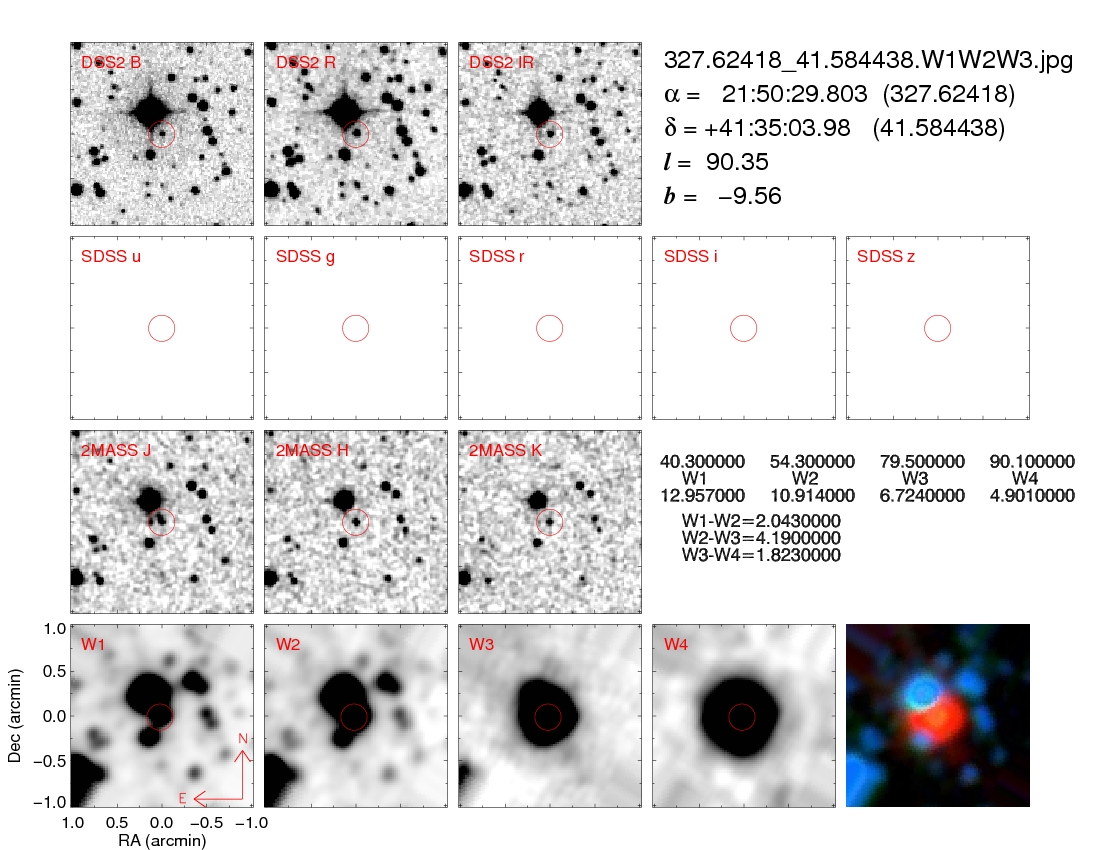 DSS2 B
DSS2 R
DSS2 IR
327.62418_41.584438.W1W2W3.jpg
α = 21:50:29.803 (327.62418)
δ = +41:35:03.98 (41.584438)
l = 90.35
b = −9.56
SDSS u
SDSS g
SDSS r
SDSS i
SDSS z
2MASS J
2MASS H
2MASS K
40.300000 54.300000 79.500000 90.100000
W1 W2 W3 W4
12.957000 10.914000 6.7240000 4.9010000
W1-W2=2.0430000
W2-W3=4.1900000
W3-W4=1.8230000
W1
W2
W3
W4
1.0
0.5
0.0
−0.5
−1.0
Dec (arcmin)
N
E
1.0 0.5 0.0 −0.5 −1.0
RA (arcmin)